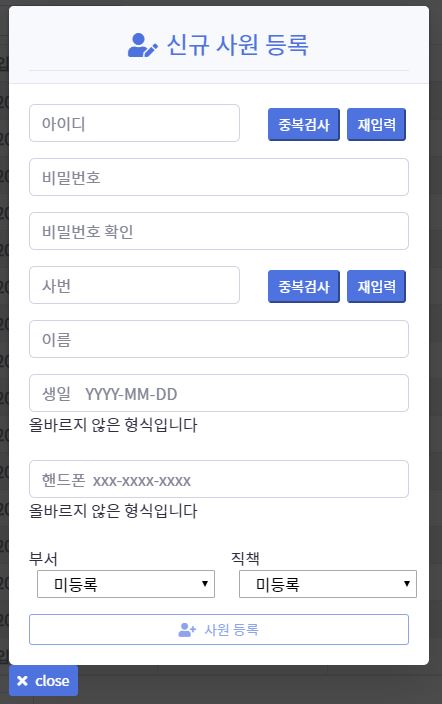 신규 사원 등록
아이디 중복검사 재입력
비밀번호
비밀번호 확인
사번 중복검사 재입력
이름
생일 YYYY-MM-DD
올바르지 않은 형식입니다
핸드폰 xxx-xxxx-xxxx
올바르지 않은 형식입니다
부서 직책
미등록 미등록
사원 등록
close